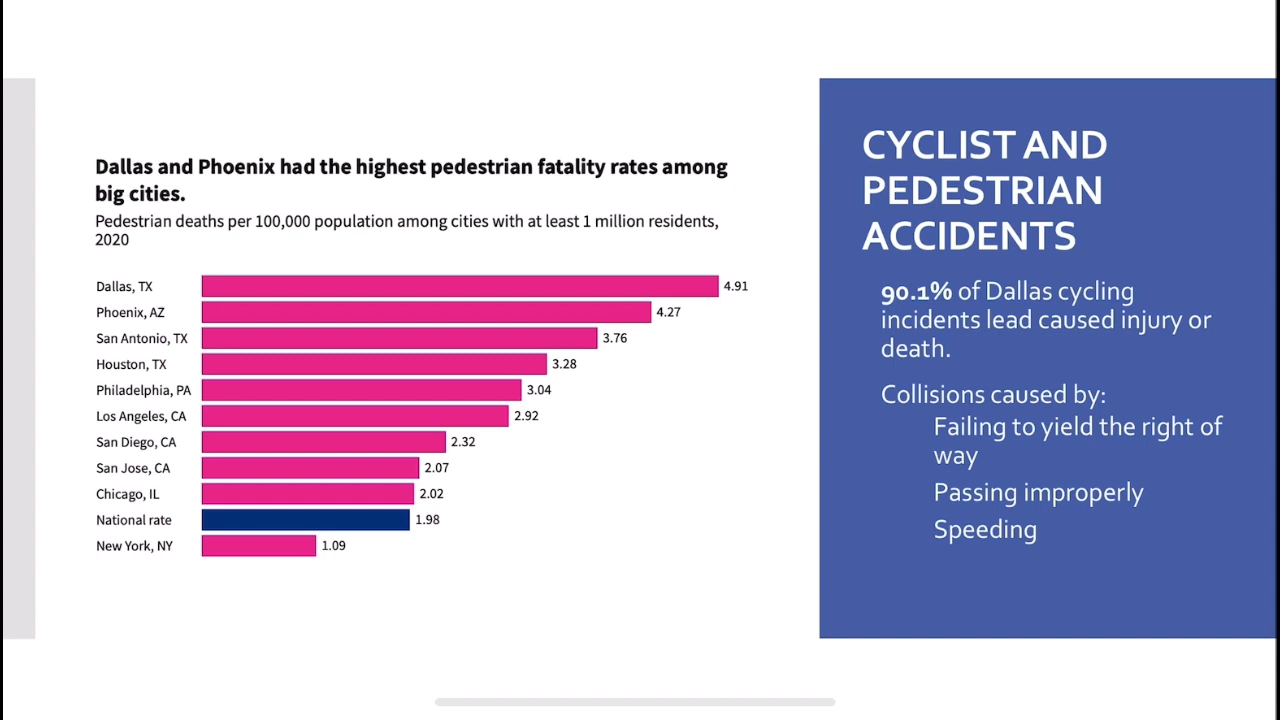 Dallas and Phoenix had the highest pedestrian fatality rates among
big cities.
Pedestrian deaths per 100,000 population among cities with at least 1 million residents,
2020
Dallas, TX 4.91
Phoenix, AZ 4.27
San Antonio, TX 3.76
Houston, TX 3.28
Philadelphia, PA 3.04
Los Angeles, CA 2.92
San Diego, CA 2.32
San Jose, CA 2.07
Chicago, IL 2.02
National rate 1.98
New York, NY 1.09
CYCLIST AND
PEDESTRIAN
ACCIDENTS
90.1% of Dallas cycling
incidents lead caused injury or
death.
Collisions caused by:
Failing to yield the right of
way
Passing improperly
Speeding